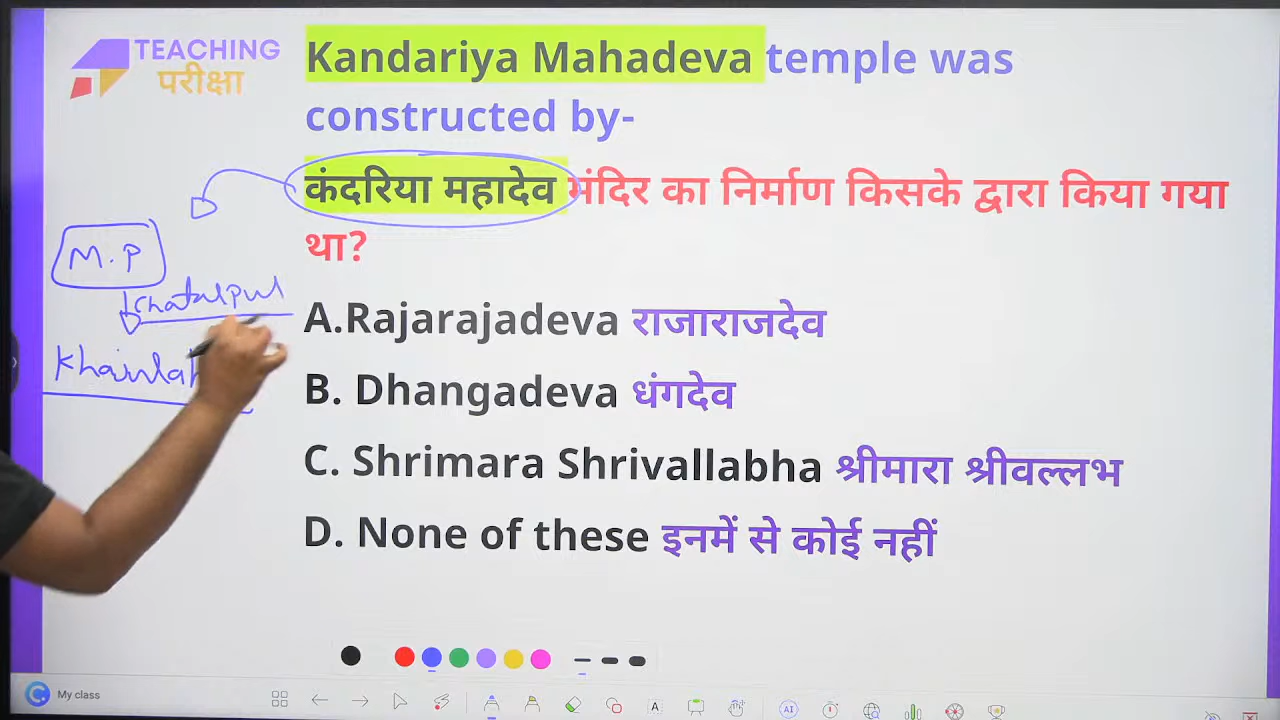 TEACHING
परीक्षा
Kandariya Mahadeva temple was
constructed by-
कंदरिया महादेव मंदिर का निर्माण किसके द्वारा किया गया
था?
M.P
A.Rajarajadeva राजाराजदेव
B. Dhangadeva धंगदेव
C. Shrimara Shrivallabha श्रीमारा श्रीवल्लभ
D. None of these इनमें से कोई नहीं
My class
A
AI